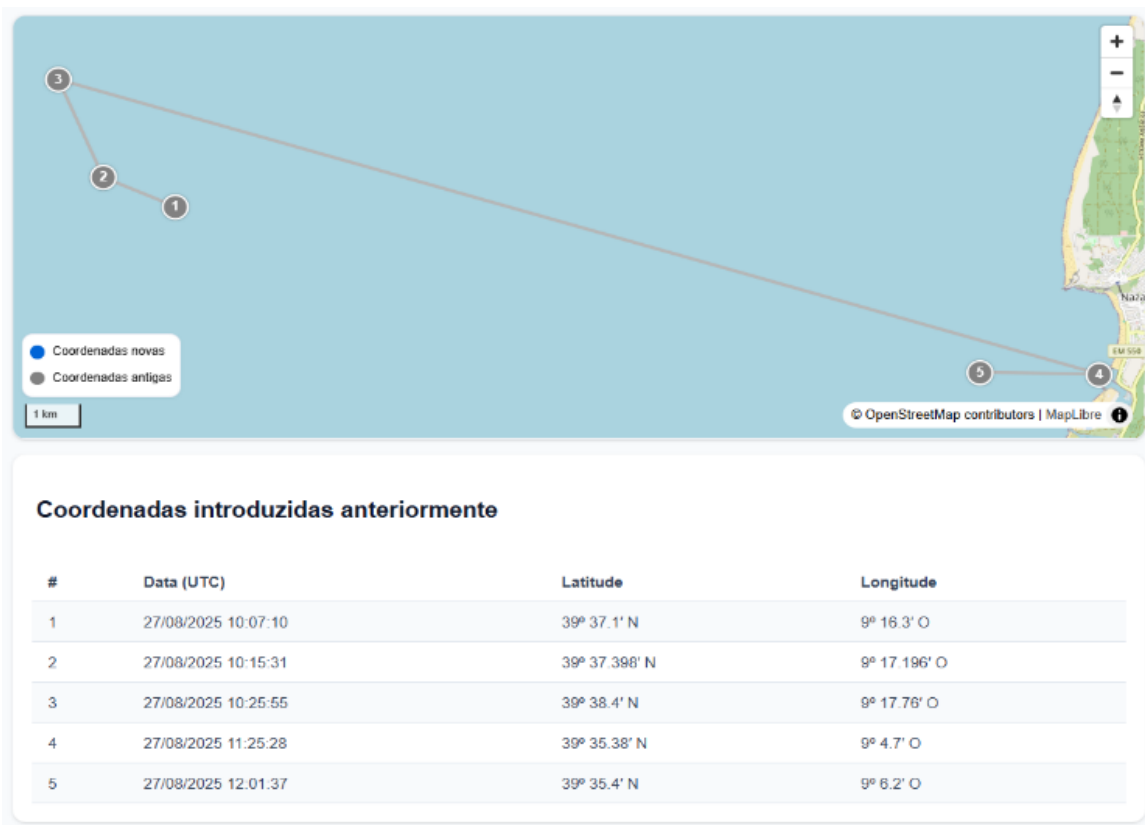 +
−
3
2
1
Naza
Coordenadas novas
EM 550
5
4
Coordenadas antigas
1 km
© OpenStreetMap contributors | MapLibre
Coordenadas introduzidas anteriormente
# Data (UTC) Latitude Longitude
1 27/08/2025 10:07:10 39º 37.1' N 9º 16.3' O
2 27/08/2025 10:15:31 39º 37.398' N 9º 17.196' O
3 27/08/2025 10:25:55 39º 38.4' N 9º 17.76' O
4 27/08/2025 11:25:28 39º 35.38' N 9º 4.7' O
5 27/08/2025 12:01:37 39º 35.4' N 9º 6.2' O